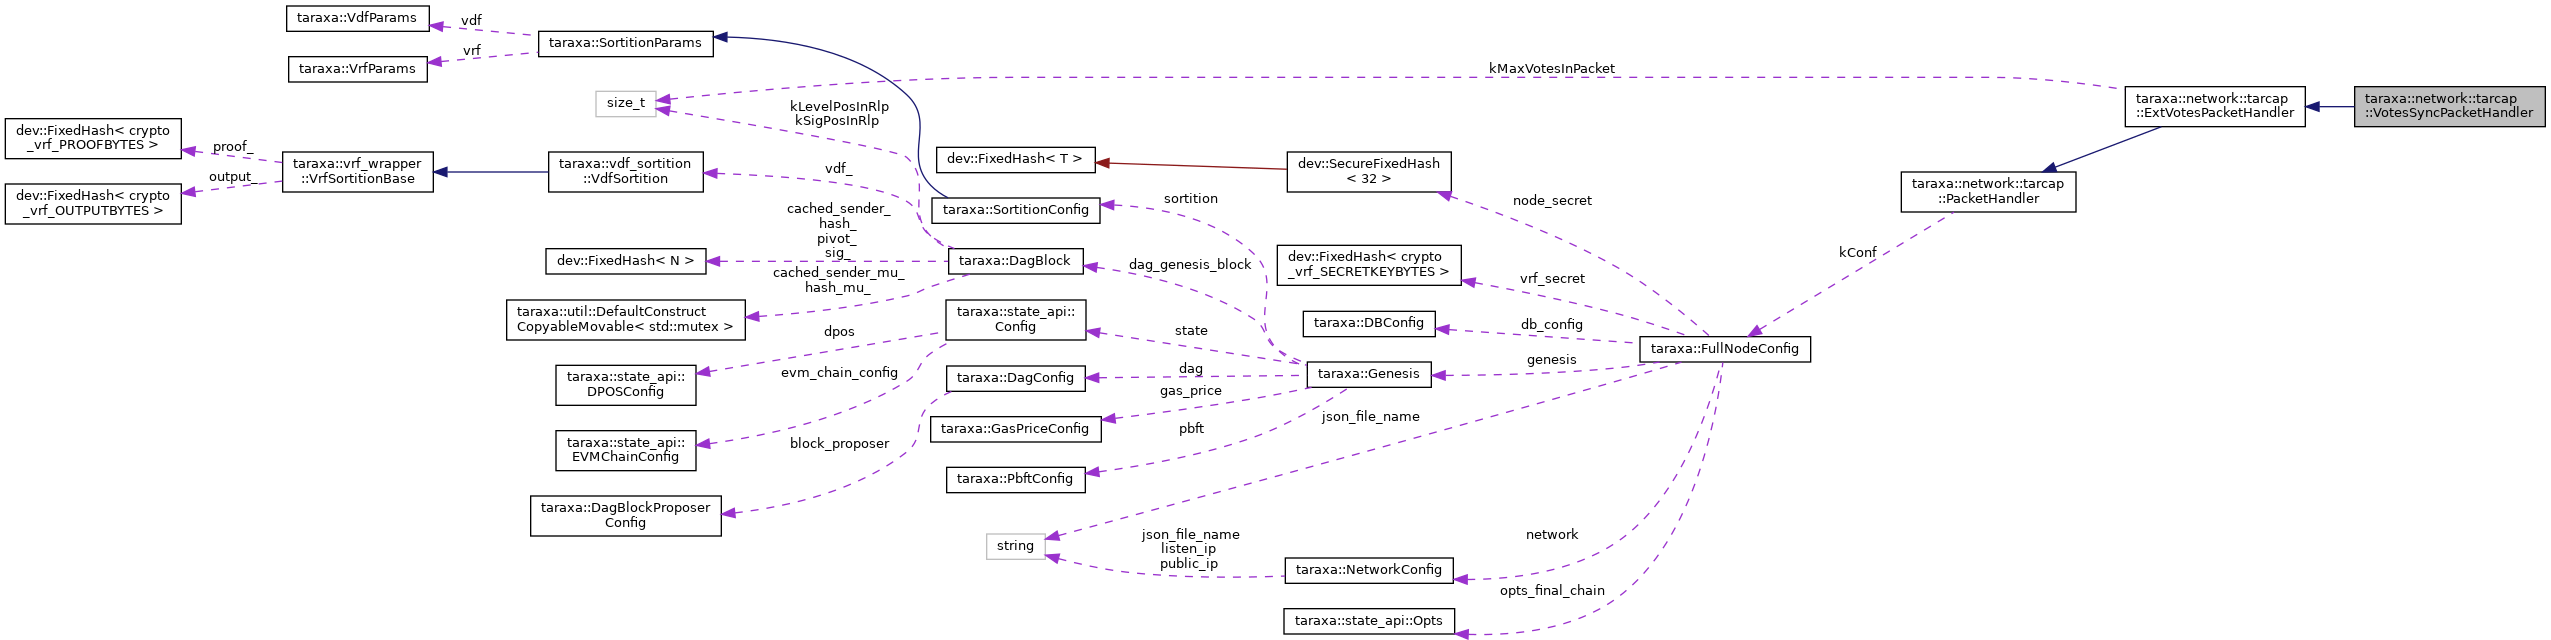 taraxa::VdfParams
vdf
taraxa::SortitionParams
vrf
taraxa::VrfParams
kMaxVotesInPacket
size_t
kLevelPosInRlp
kSigPosInRlp
taraxa::network::tarcap
::ExtVotesPacketHandler
taraxa::network::tarcap
::VotesSyncPacketHandler
dev::FixedHash< crypto
_vrf_PROOFBYTES >
proof_
output_
dev::FixedHash< crypto
_vrf_OUTPUTBYTES >
taraxa::vrf_wrapper
::VrfSortitionBase
taraxa::vdf_sortition
::VdfSortition
vdf_
dev::FixedHash< T >
dev::SecureFixedHash
< 32 >
taraxa::network::tarcap
::PacketHandler
taraxa::SortitionConfig
sortition
node_secret
cached_sender_
hash_
pivot_
sig_
dev::FixedHash< N >
taraxa::DagBlock
dag_genesis_block
dev::FixedHash< crypto
_vrf_SECRETKEYBYTES >
vrf_secret
kConf
cached_sender_mu_
hash_mu_
taraxa::util::DefaultConstruct
CopyableMovable< std::mutex >
taraxa::state_api::
Config
state
taraxa::DBConfig
db_config
taraxa::FullNodeConfig
dpos
taraxa::state_api::
DPOSConfig
evm_chain_config
taraxa::DagConfig
dag
taraxa::Genesis
genesis
gas_price
json_file_name
taraxa::GasPriceConfig
pbft
taraxa::state_api::
EVMChainConfig
block_proposer
taraxa::PbftConfig
taraxa::DagBlockProposer
Config
string
json_file_name
listen_ip
public_ip
network
taraxa::NetworkConfig
opts_final_chain
taraxa::state_api::Opts